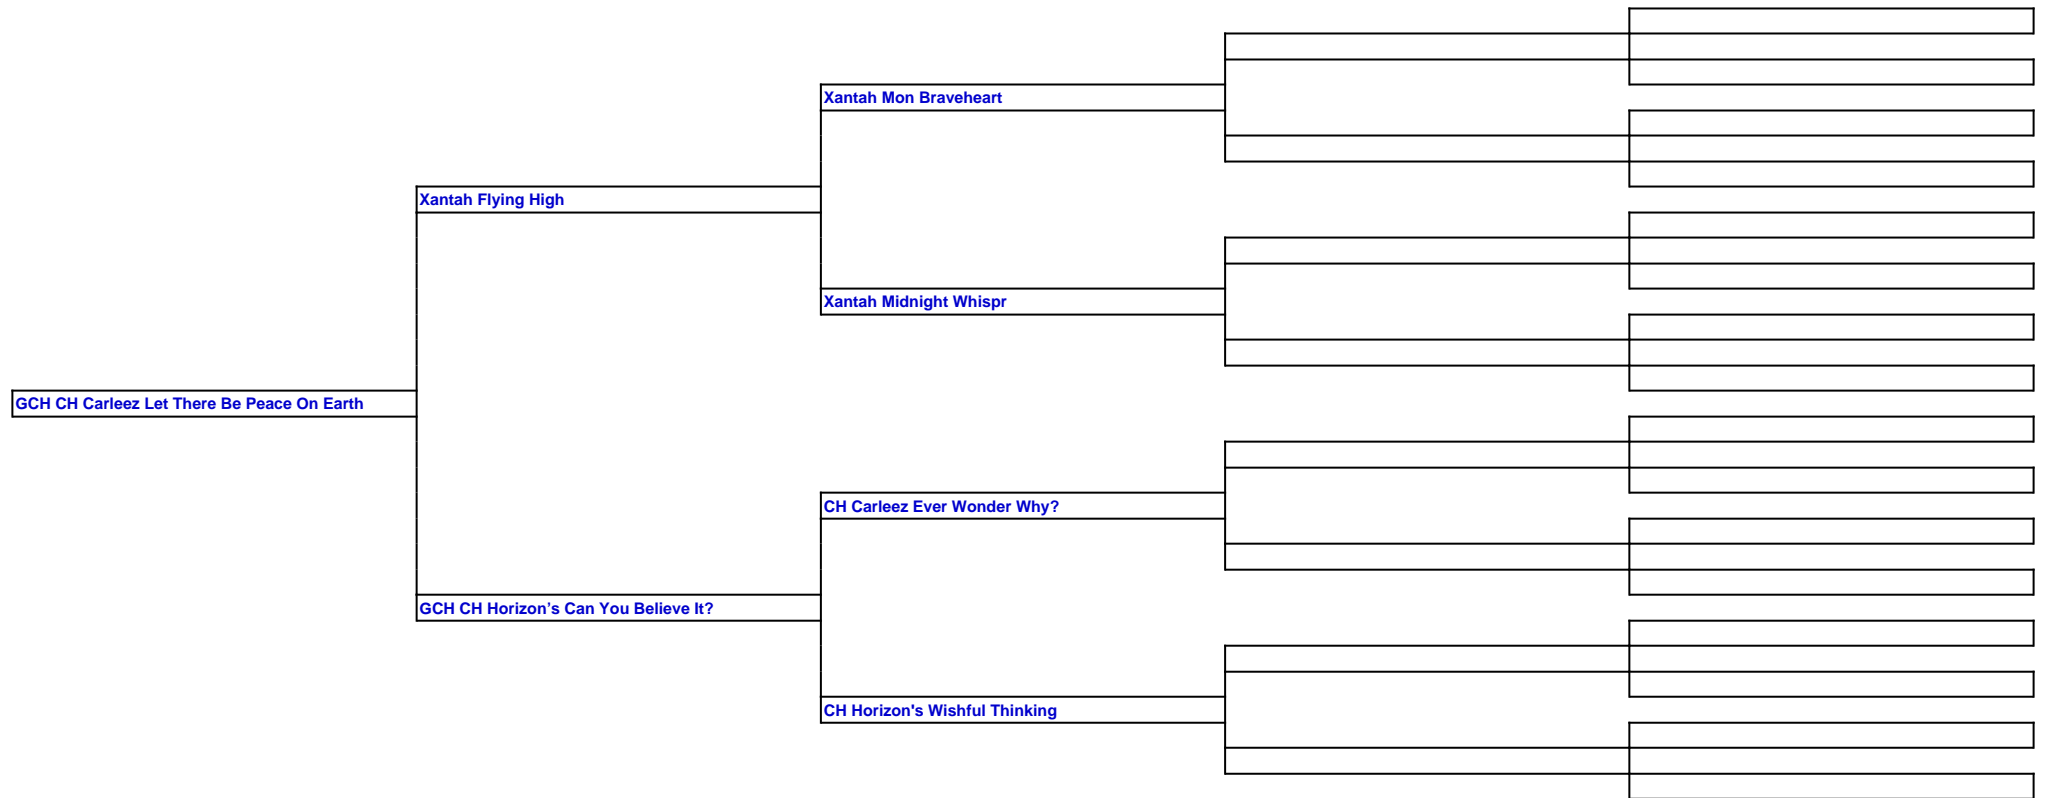 Xantah Mon Braveheart
Xantah Flying High
Xantah Midnight Whispr
GCH CH Carleez Let There Be Peace On Earth
CH Carleez Ever Wonder Why?
GCH CH Horizon’s Can You Believe It?
CH Horizon's Wishful Thinking